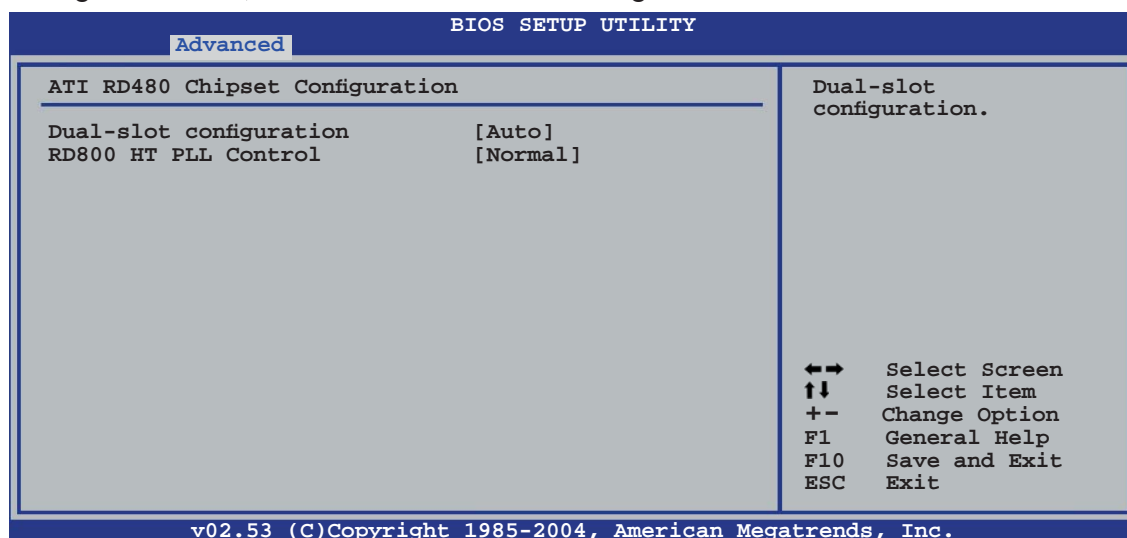 BIOS SETUP UTILITY
Advanced
ATI RD480 Chipset Configuration
Dual-slot configuration [Auto]
RD800 HT PLL Control [Normal]
Dual-slot
configuration.
←→ Select Screen
↑↓ Select Item
+- Change Option
F1 General Help
F10 Save and Exit
ESC Exit
v02.53 (C)Copyright 1985-2004, American Megatrends, Inc.